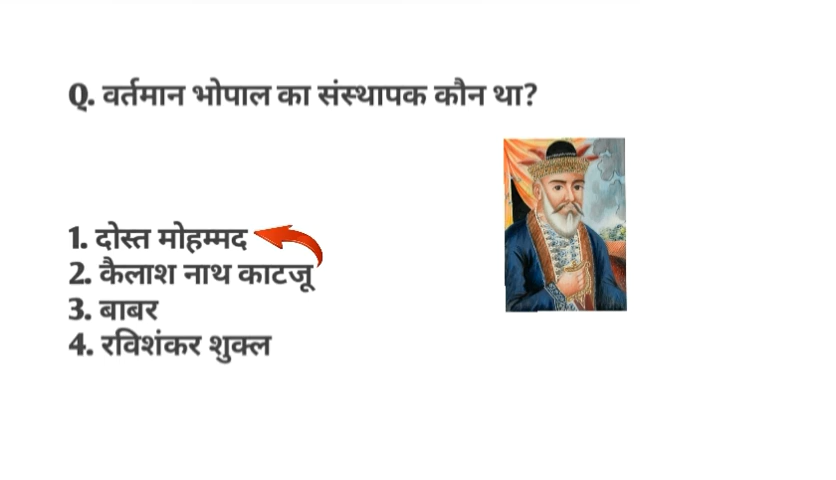 Q. वर्तमान भोपाल का संस्थापक कौन था?
1. दोस्त मोहम्मद
2. कैलाश नाथ काटजू
3. बाबर
4. रविशंकर शुक्ल